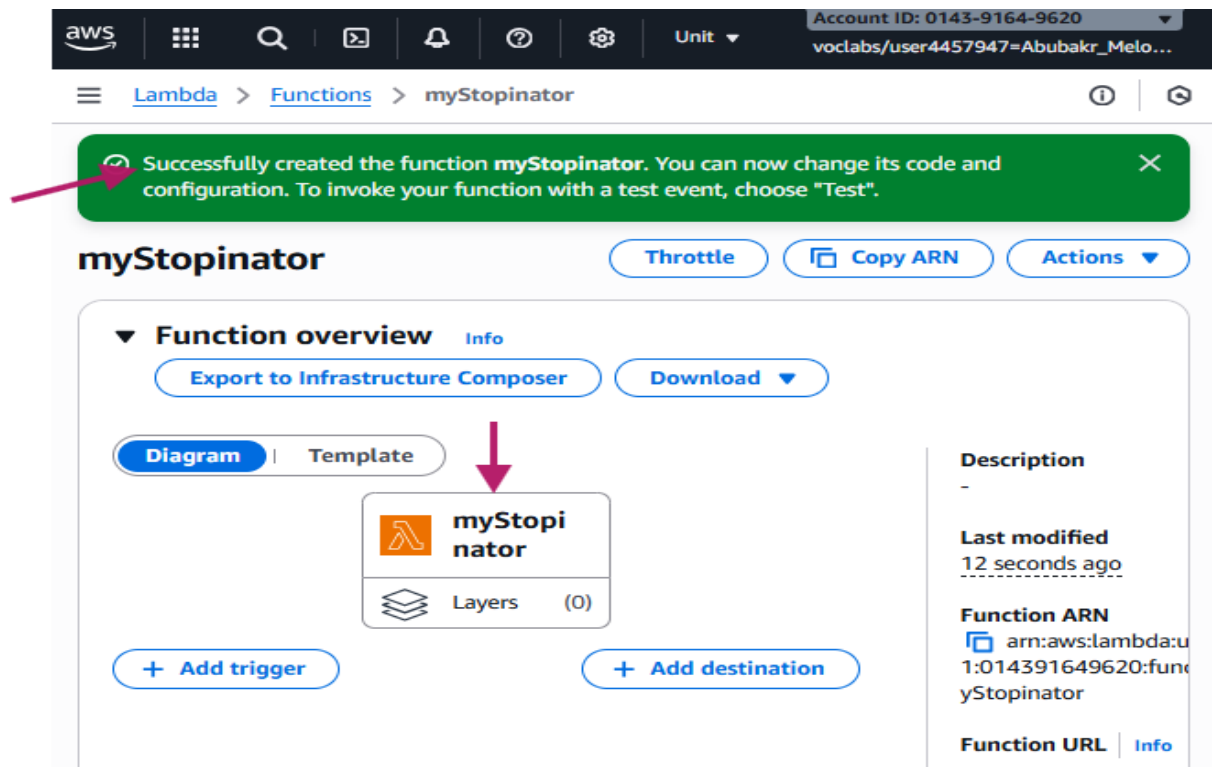 aws
Unit
Account ID: 0143-9164-9620
voclabs/user4457947=Abubakr_Melo...
Lambda > Functions > myStopinator
Successfully created the function myStopinator. You can now change its code and
configuration. To invoke your function with a test event, choose "Test".
myStopinator
Throttle
Copy ARN
Actions
Function overview Info
Export to Infrastructure Composer
Download
Diagram | Template
myStopi
nator
Layers (0)
+ Add trigger
+ Add destination
Description
-
Last modified
12 seconds ago
Function ARN
arn:aws:lambda:u
1:014391649620:func
yStopinator
Function URL | Info